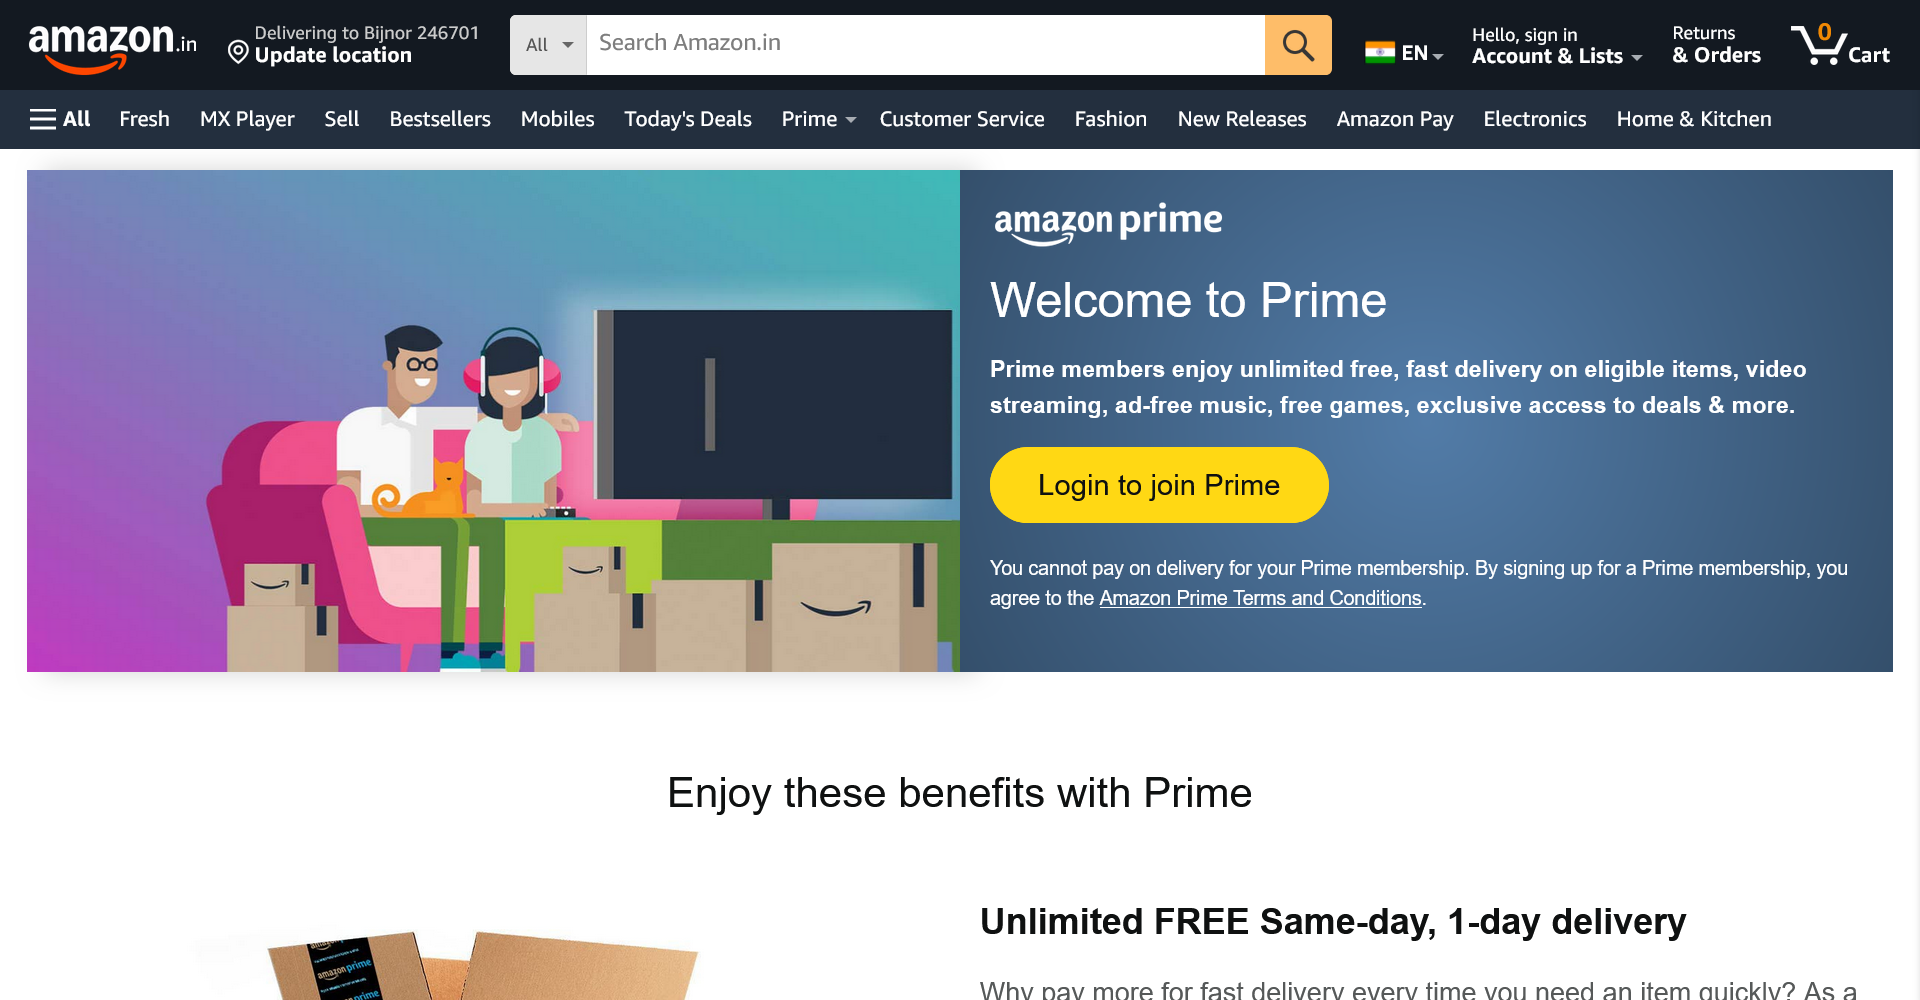 amazon.in
Delivering to Bijnor 246701
Update location
All
Search Amazon.in
EN
Hello, sign in
Account & Lists
Returns
& Orders
0
Cart
All
Fresh
MX Player
Sell
Bestsellers
Mobiles
Today's Deals
Prime
Customer Service
Fashion
New Releases
Amazon Pay
Electronics
Home & Kitchen
amazon prime
Welcome to Prime
Prime members enjoy unlimited free, fast delivery on eligible items, video
streaming, ad-free music, free games, exclusive access to deals & more.
Login to join Prime
You cannot pay on delivery for your Prime membership. By signing up for a Prime membership, you
agree to the Amazon Prime Terms and Conditions.
Enjoy these benefits with Prime
Unlimited FREE Same-day, 1-day delivery
Why pay more for fast delivery every time you need an item quickly? As a
amazon prime
prime